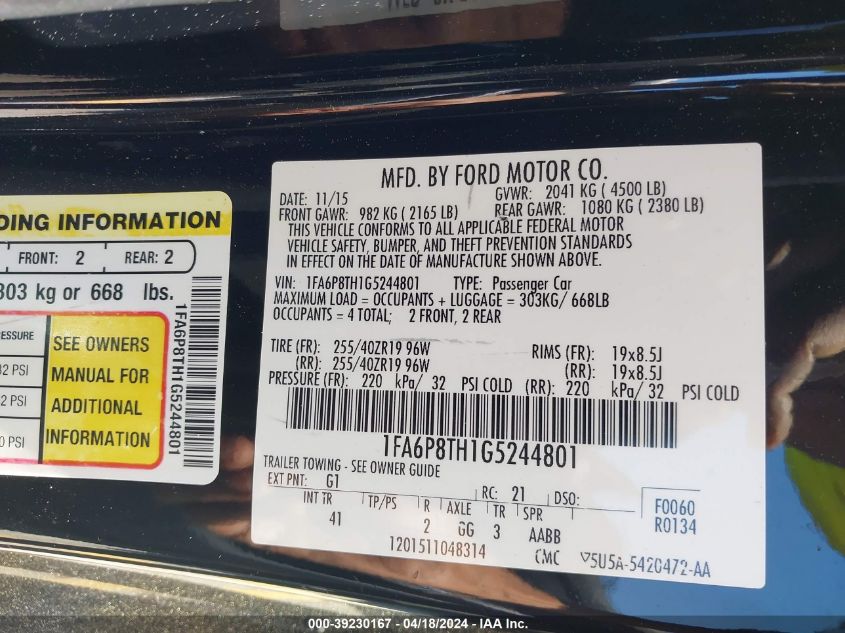 MFD. BY FORD MOTOR CO.
DATE: 11/15 GVWR: 2041 KG ( 4500 LB)
FRONT GAWR: 982 KG ( 2165 LB) REAR GAWR: 1080 KG ( 2380 LB)
THIS VEHICLE CONFORMS TO ALL APPLICABLE FEDERAL MOTOR
VEHICLE SAFETY, BUMPER, AND THEFT PREVENTION STANDARDS
IN EFFECT ON THE DATE OF MANUFACTURE SHOWN ABOVE.
VIN: 1FA6P8TH1G5244801 TYPE: Passenger Car
MAXIMUM LOAD = OCCUPANTS + LUGGAGE = 303KG/ 668LB
OCCUPANTS = 4 TOTAL; 2 FRONT, 2 REAR
TIRE (FR): 255/40ZR19 96W RIMS (FR): 19x8.5J
(RR): 255/40ZR19 96W (RR): 19x8.5J
PRESSURE (FR): 220 kPa/ 32 PSI COLD (RR): 220 kPa/ 32 PSI COLD
1FA6P8TH1G5244801
TRAILER TOWING - SEE OWNER GUIDE
EXT PNT: G1 RC: 21 DSO: F0060
R0134
INT TR TP/PS R AXLE TR SPR
41 2 GG 3 AABB
1201511048314 CMC ▽5U5A-5420472-AA
DING INFORMATION
FRONT: 2 REAR: 2
303 kg or 668 lbs.
SEE OWNERS
MANUAL FOR
ADDITIONAL
INFORMATION
1FA6P8TH1G5244801
000-39230167 - 04/18/2024 - IAA Inc.